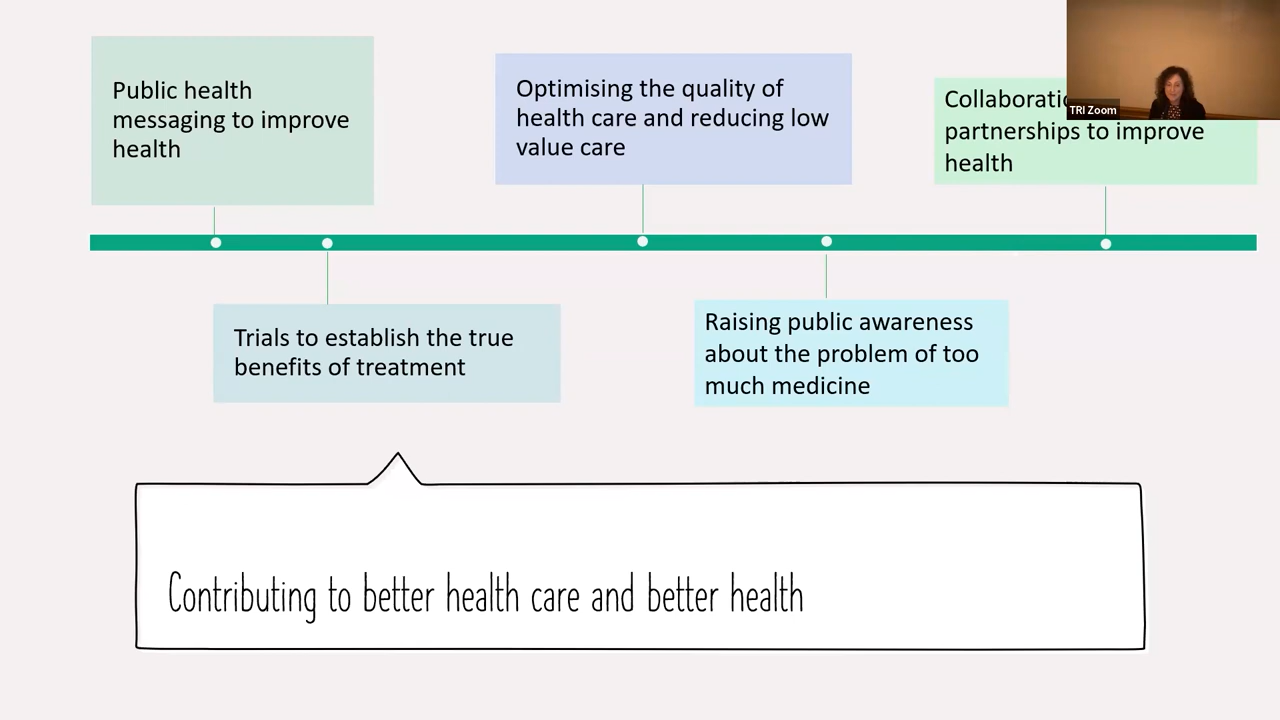 Public health
messaging to improve
health
Optimising the quality of
health care and reducing low
value care
partnerships to improve
health
TRI Zoom
Trials to establish the true
benefits of treatment
Raising public awareness
about the problem of too
much medicine
Contributing to better health care and better health